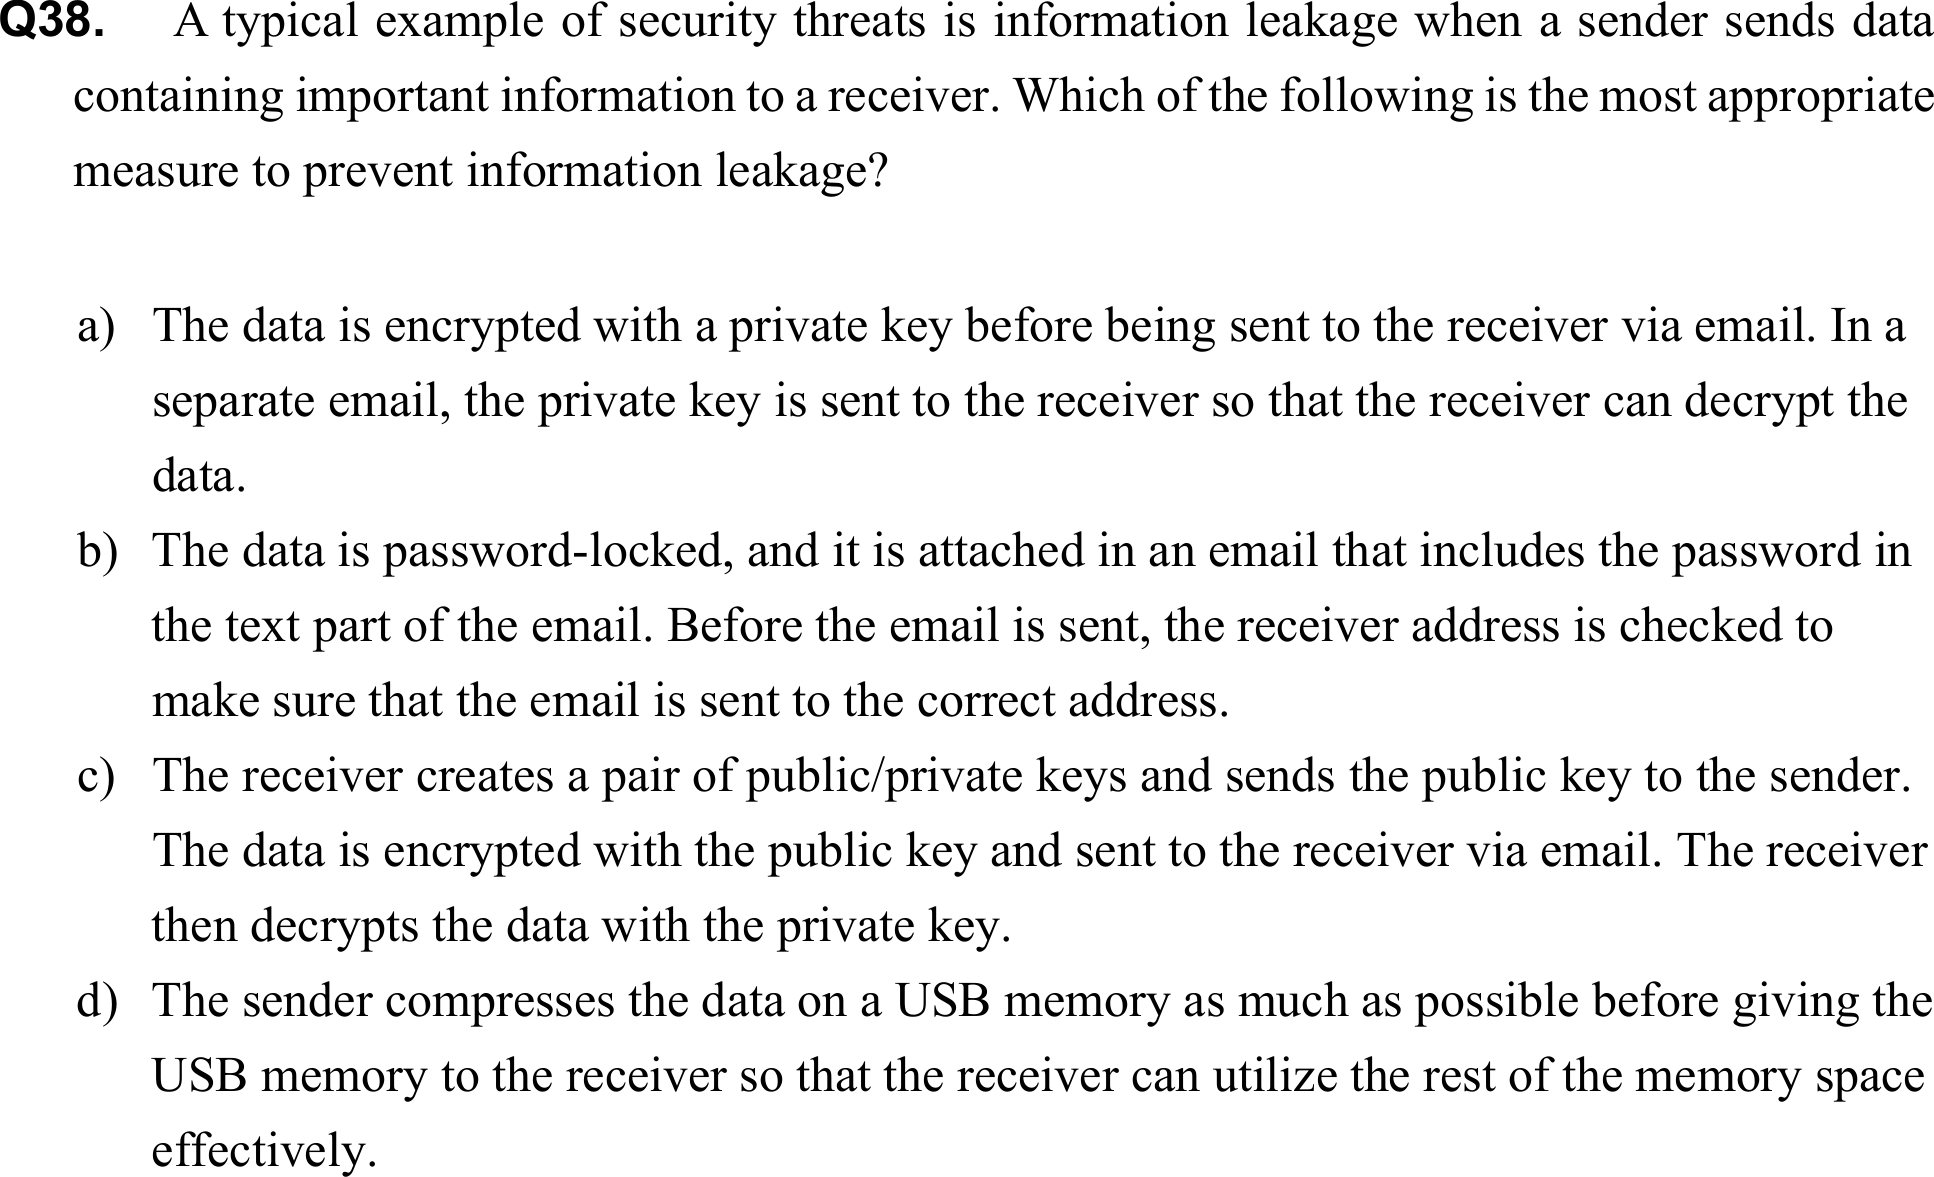 Q38. A typical example of security threats is information leakage when a sender sends data
containing important information to a receiver. Which of the following is the most appropriate
measure to prevent information leakage?
a) The data is encrypted with a private key before being sent to the receiver via email. In a
separate email, the private key is sent to the receiver so that the receiver can decrypt the
data.
b) The data is password-locked, and it is attached in an email that includes the password in
the text part of the email. Before the email is sent, the receiver address is checked to
make sure that the email is sent to the correct address.
c) The receiver creates a pair of public/private keys and sends the public key to the sender.
The data is encrypted with the public key and sent to the receiver via email. The receiver
then decrypts the data with the private key.
d) The sender compresses the data on a USB memory as much as possible before giving the
USB memory to the receiver so that the receiver can utilize the rest of the memory space
effectively.